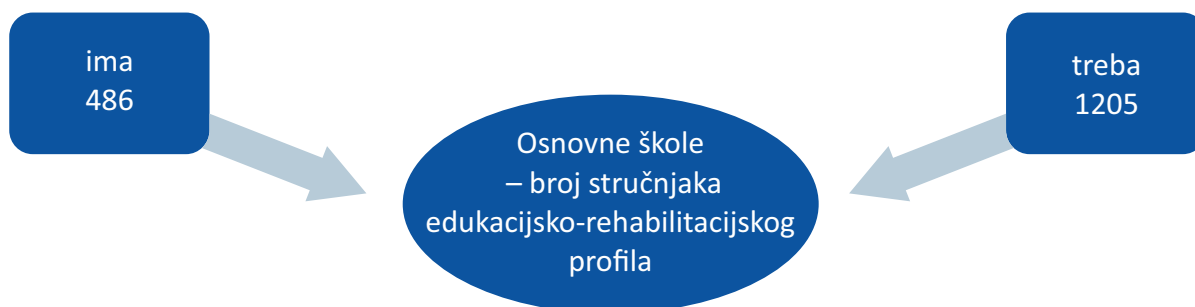 ima
486
treba
1205
Osnovne škole
– broj stručnjaka
edukacijsko-rehabilitacijskog
profila